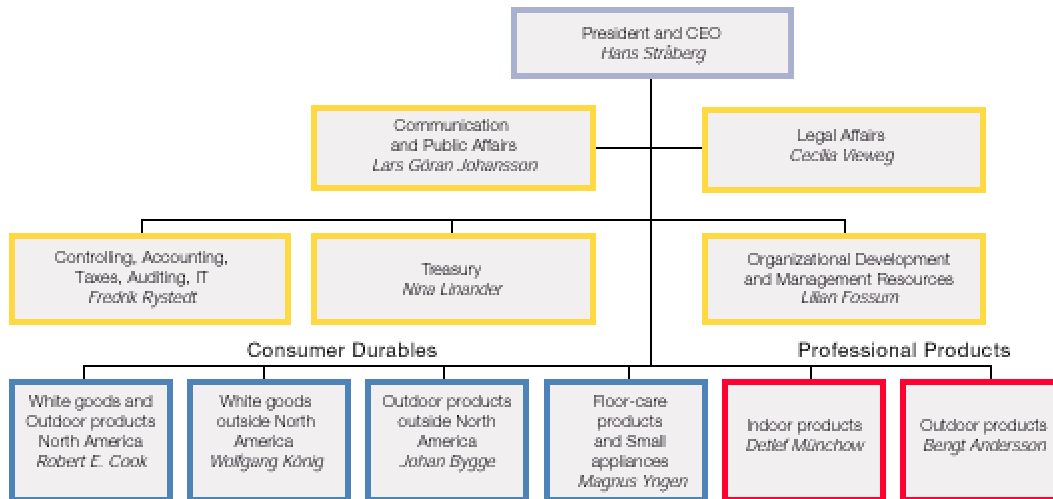 President and CEO
Hans Stråberg
Communication
and Public Affairs
Lars Göran Johansson
Legal Affairs
Cecilia Vieweg
Controlling, Accounting,
Taxes, Auditing, IT
Fredrik Rystedt
Treasury
Nina Linander
Organizational Development
and Management Resources
Lilian Fossum
Consumer Durables
Professional Products
White goods and
Outdoor products
North America
Robert E. Cook
White goods
outside North
America
Wolfgang König
Outdoor products
outside North
America
Johan Bygge
Floor-care
products
and Small
appliances
Magnus Yngen
Indoor products
Detlef Münchow
Outdoor products
Bengt Andersson